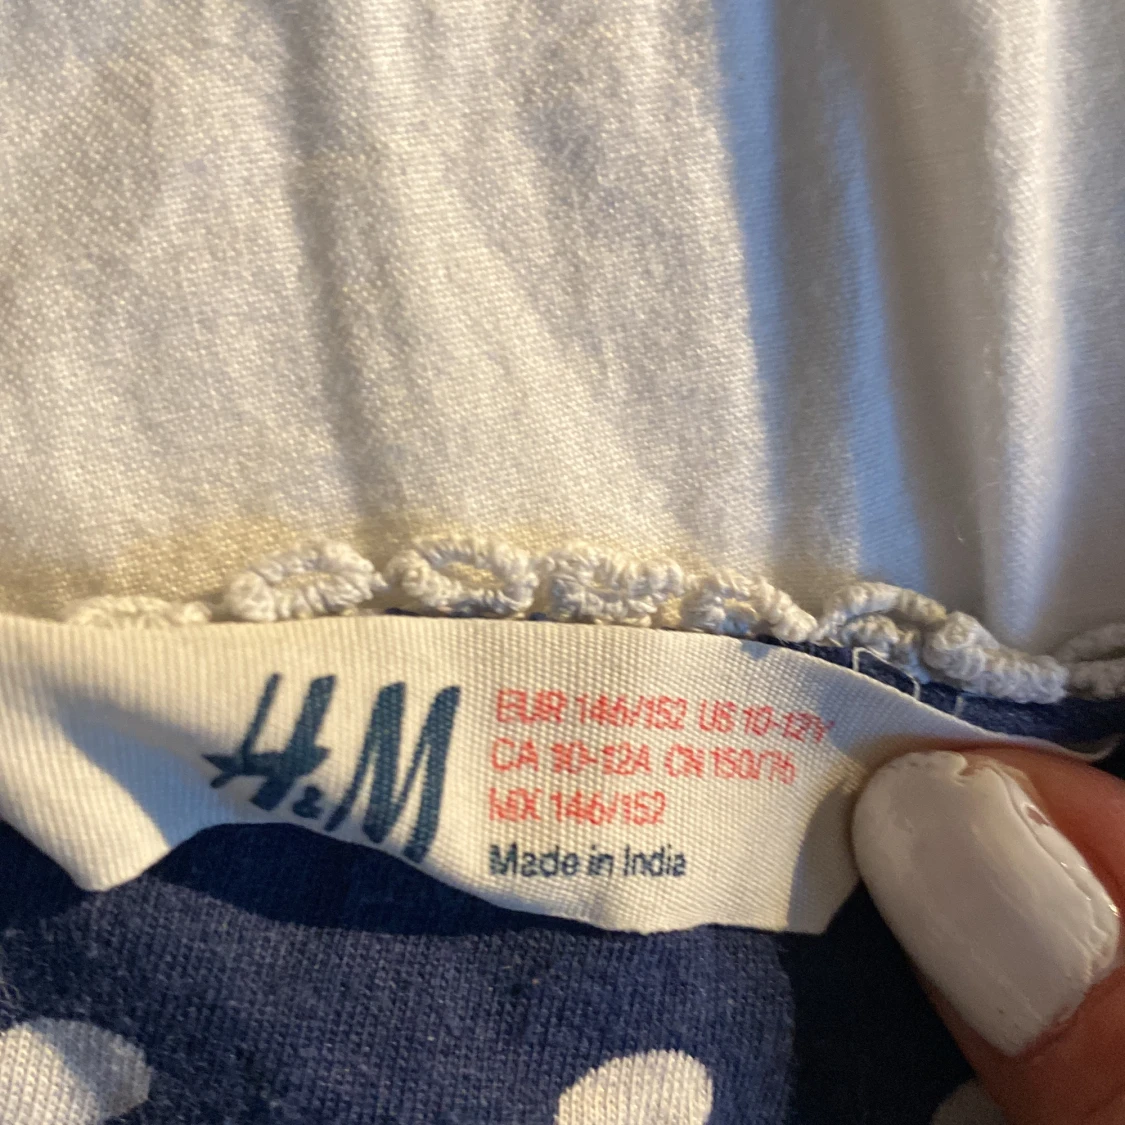 H&M
EUR 146/152 US 10-12Y
CA 10-12A CN 150/76
MX 146/152
Made in India